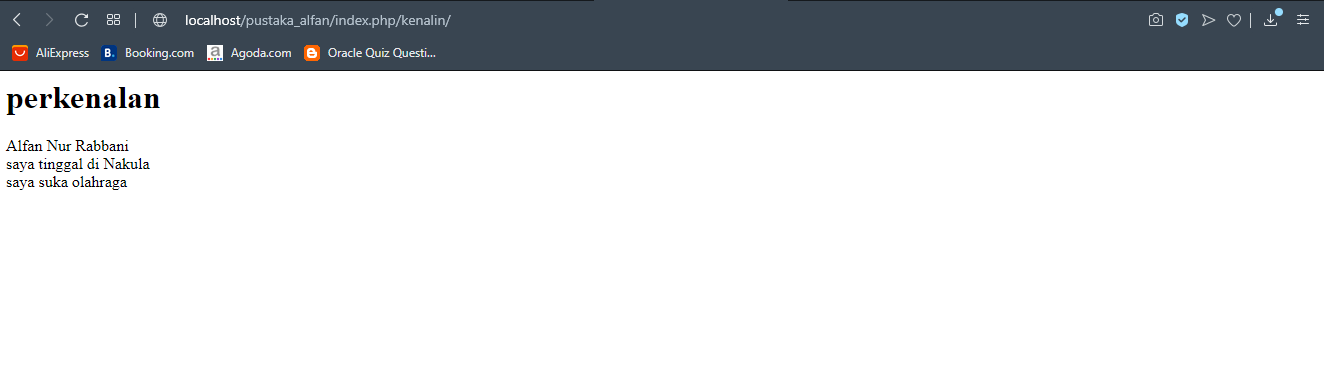 localhost/pustaka_alfan/index.php/kenalin/
AliExpress B. Booking.com a Agoda.com Oracle Quiz Questi...
perkenalan
Alfan Nur Rabbani
saya tinggal di Nakula
saya suka olahraga